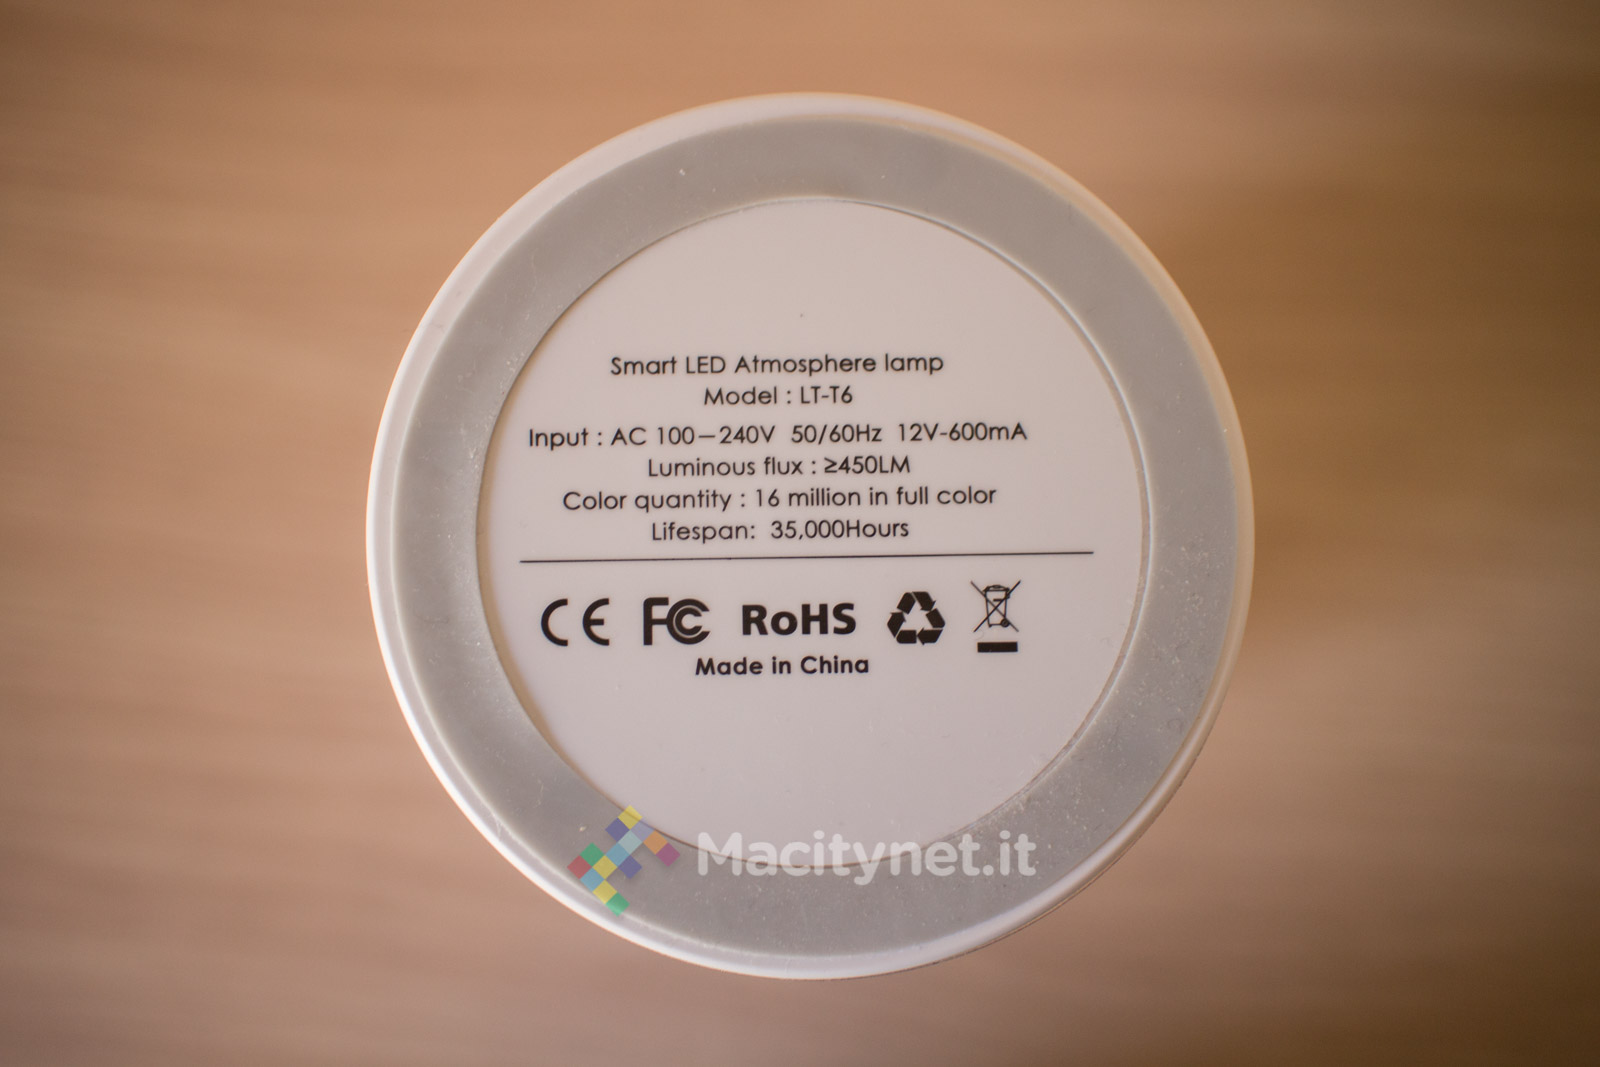 Smart LED Atmosphere lamp
Model : LT-T6
Input : AC 100—240V 50/60Hz 12V-600mA
Luminous flux : ≥450LM
Color quantity : 16 million in full color
Lifespan: 35,000Hours
CE FC RoHS
Made in China
Macitynet.it